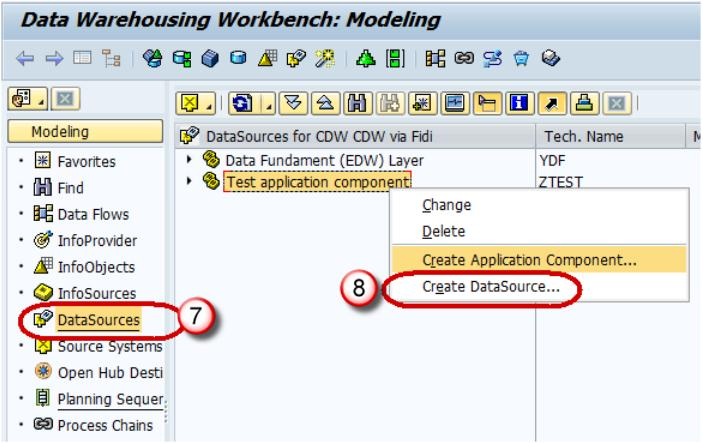 Data Warehousing Workbench: Modeling
Modeling
Favorites
Find
Data Flows
InfoProvider
InfoObjects
InfoSources
DataSources
Source Systems
Open Hub Desti
Planning Sequer
Process Chains
DataSources for CDW CDW via Fidi Tech. Name M
Data Fundament (EDW) Layer YDF
Test application component ZTEST
Change
Delete
Create Application Component...
Create DataSource...
7
8